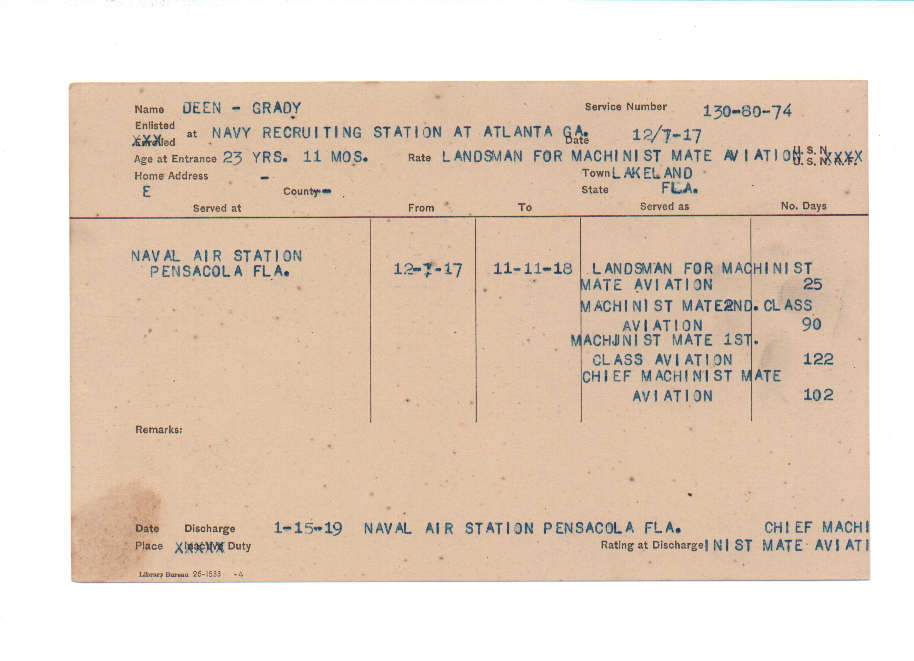 Name DEEN - GRADY Service Number 130-80-74
Enlisted
Enrolled at NAVY RECRUITING STATION AT ATLANTA GA. Date 12/7-17
Age at Entrance 23 YRS. 11 MOS. Rate LANDSMAN FOR MACHINIST MATE AVIATION U.S.N.
U.S.N.R.F. XXXX
Home Address - Town LAKELAND
E County - State FLA.
Served at From To Served as No. Days
NAVAL AIR STATION
PENSACOLA FLA. 12-7-17 11-11-18 LANDSMAN FOR MACHINIST
MATE AVIATION 25
MACHINIST MATE 2ND. CLASS
AVIATION 90
MACHINIST MATE 1ST.
CLASS AVIATION 122
CHIEF MACHINIST MATE
AVIATION 102
Remarks:
Date Discharge 1-15-19 NAVAL AIR STATION PENSACOLA FLA. CHIEF MACHI
Place Inactive Duty Rating at Discharge NIST MATE AVIATI
Library Bureau 26-1533 -A